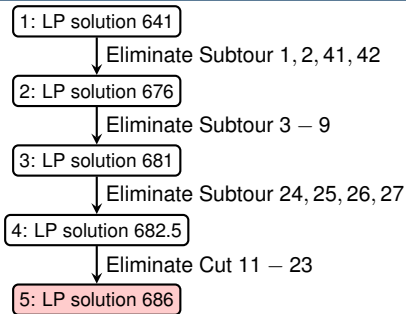 1: LP solution 641
Eliminate Subtour 1, 2, 41, 42
2: LP solution 676
Eliminate Subtour 3 − 9
3: LP solution 681
Eliminate Subtour 24, 25, 26, 27
4: LP solution 682.5
Eliminate Cut 11 − 23
5: LP solution 686